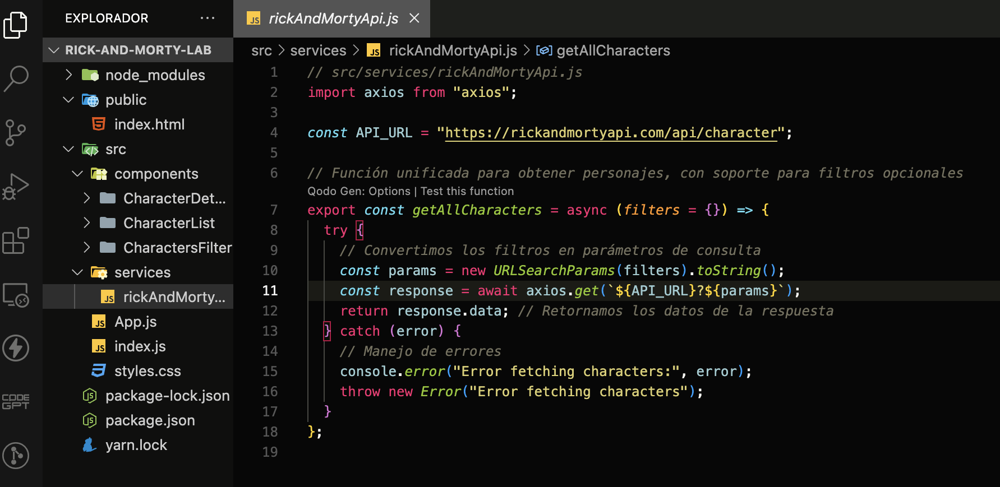 EXPLORADOR ···
RICK-AND-MORTY-LAB
node_modules
public
index.html
src
components
CharacterDet...
CharacterList
CharactersFilter
services
rickAndMorty...
App.js
index.js
styles.css
package-lock.json
package.json
yarn.lock
CODE
GPT
JS rickAndMortyApi.js ×
src > services > JS rickAndMortyApi.js > getAllCharacters
1 // src/services/rickAndMortyApi.js
2 import axios from "axios";
3
4 const API_URL = "https://rickandmortyapi.com/api/character";
5
6 // Función unificada para obtener personajes, con soporte para filtros opcionales
Qodo Gen: Options | Test this function
7 export const getAllCharacters = async (filters = {}) => {
8 try {
9 // Convertimos los filtros en parámetros de consulta
10 const params = new URLSearchParams(filters).toString();
11 const response = await axios.get(`${API_URL}?${params}`);
12 return response.data; // Retornamos los datos de la respuesta
13 } catch (error) {
14 // Manejo de errores
15 console.error("Error fetching characters:", error);
16 throw new Error("Error fetching characters");
17 }
18 };
19